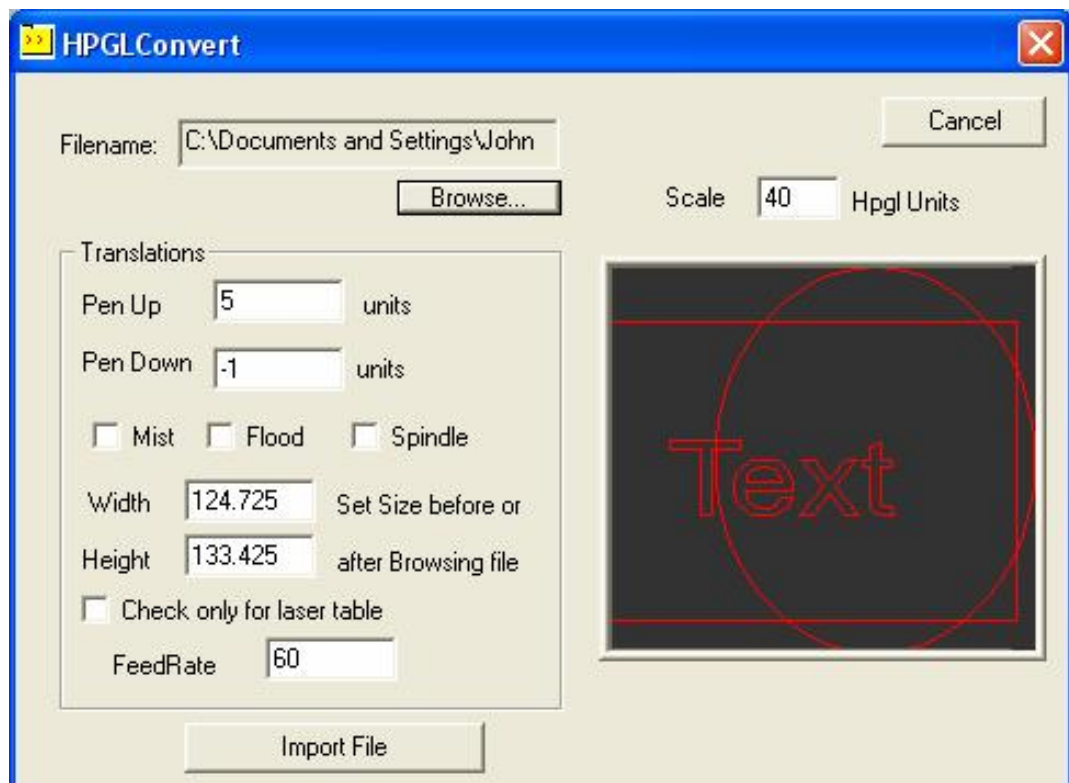 HPGLConvert
Cancel
Filename: C:\Documents and Settings\John
Browse...
Scale 40 Hpgl Units
Translations
Pen Up 5 units
Pen Down -1 units
Mist Flood Spindle
Width 124.725 Set Size before or
Height 133.425 after Browsing file
Check only for laser table
FeedRate 60
Import File
Text